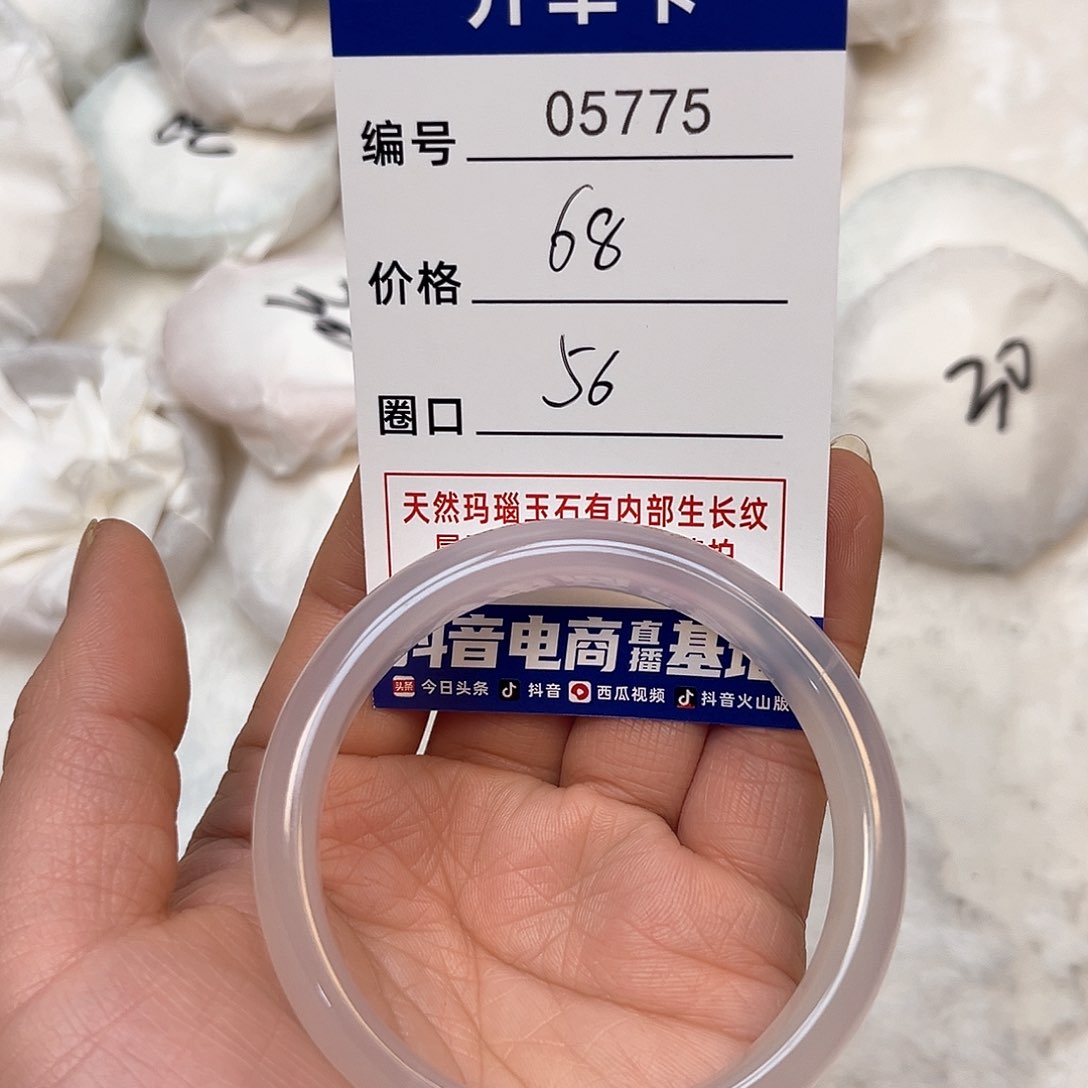 编号 05775
价格 68
圈口 56
天然玛瑙玉石有内部生长纹
抖音电商直播基地
今日头条 抖音 西瓜视频 抖音火山版
30